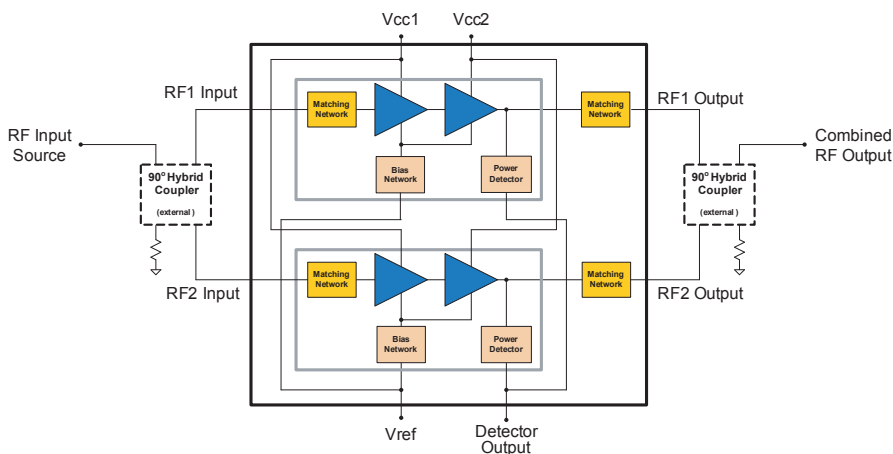 Vcc1
Vcc2
RF1 Input
Matching
Network
Matching
Network
RF1 Output
RF Input
Source
Combined
RF Output
90° Hybrid
Coupler
(external )
Bias
Network
Power
Detector
90° Hybrid
Coupler
(external )
RF2 Input
Matching
Network
Matching
Network
RF2 Output
Bias
Network
Power
Detector
Vref
Detector
Output